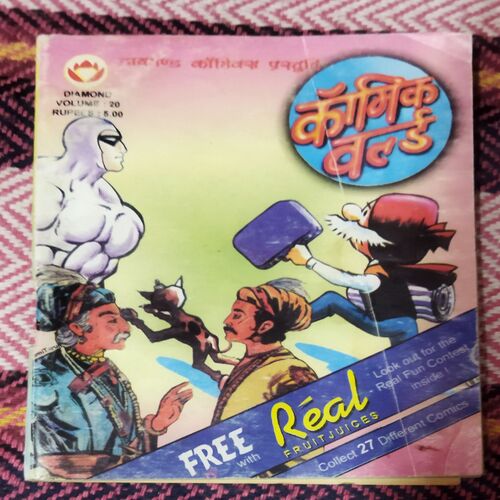 डायमण्ड कॉमिक्स प्रस्तुति
DIAMOND
VOLUME : 20
RUPEES : 5.00
कॉमिक
वर्ल्ड
Look out for the
Real Fun Contest
inside !
FREE
with
Réal
FRUIT JUICES
Collect 27 Different Comics